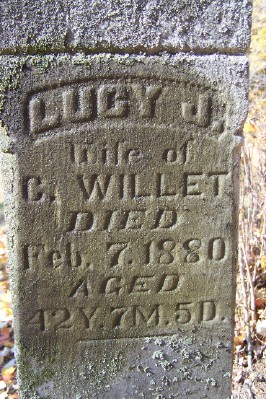 LUCY J.
Wife of
C. WILLET
DIED
Feb. 7. 1880
AGED
42Y. 7M. 5D.